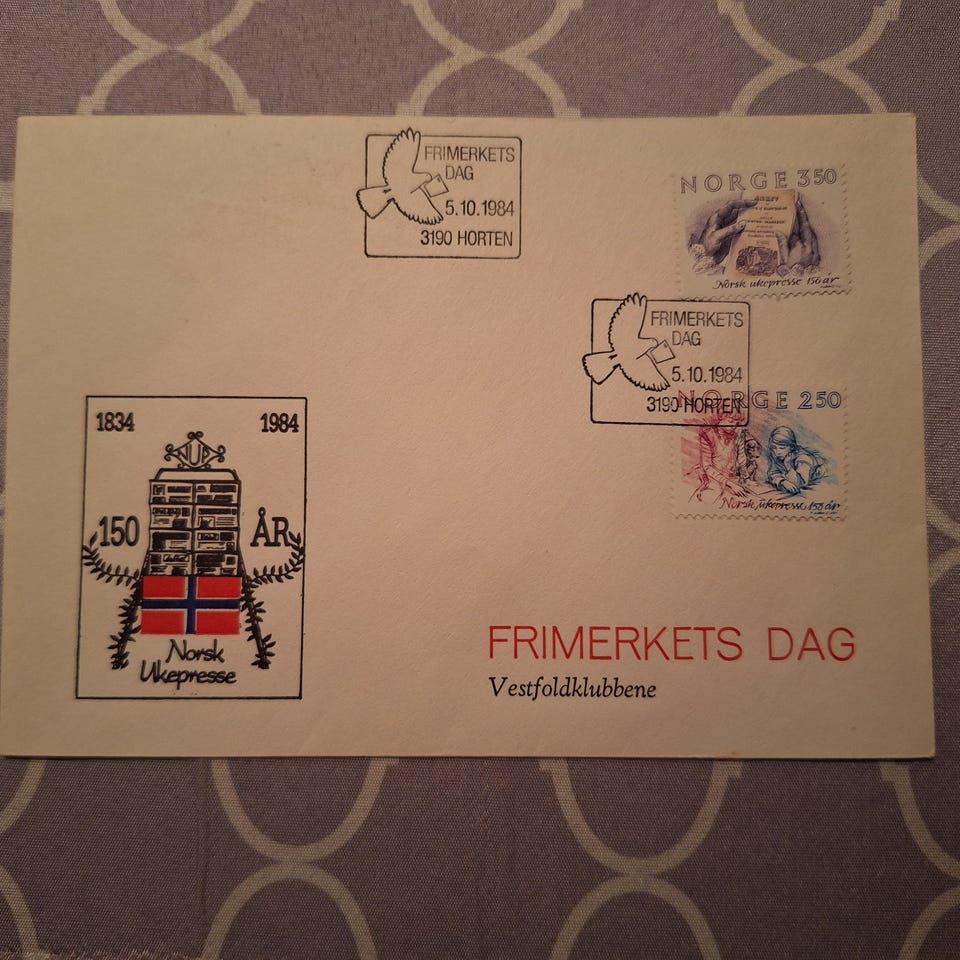 FRIMERKETS
DAG
5.10.1984
3190 HORTEN
NORGE 350
Norsk ukepresse 150 år
FRIMERKETS
DAG
5.10.1984
3190 HORTEN
NORGE 250
Norsk ukepresse 150 år
1834 1984
NUP
150 ÅR
Norsk
Ukepresse
FRIMERKETS DAG
Vestfoldklubbene